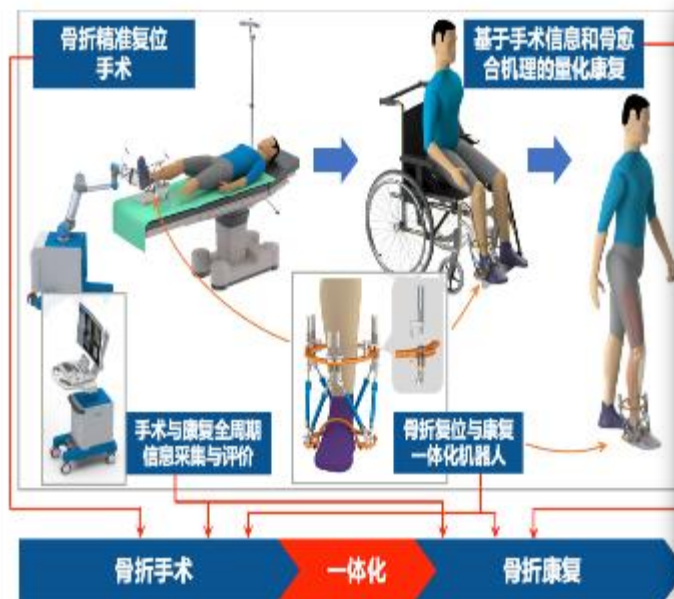 骨折精准复位
手术
基于手术信息和骨愈
合机理的量化康复
手术与康复全周期
信息采集与评价
骨折复位与康复
一体化机器人
骨折手术
一体化
骨折康复